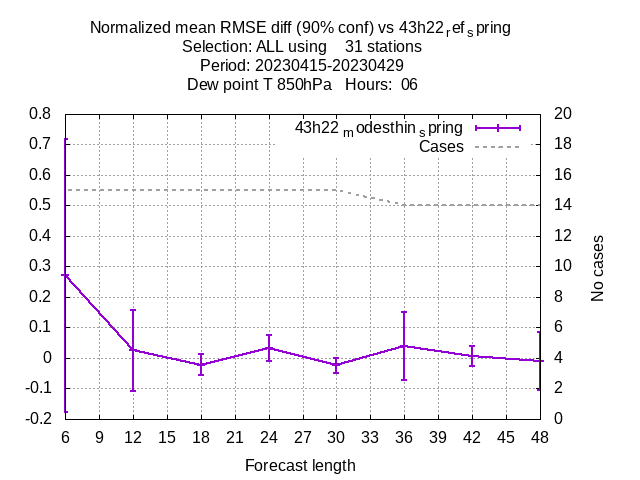 Normalized mean RMSE diff (90% conf) vs 43h22refspring
Selection: ALL using 31 stations
Period: 20230415-20230429
Dew point T 850hPa Hours: 06
43h22modesthinspring
Cases
0.8
0.7
0.6
0.5
0.4
0.3
0.2
0.1
0
-0.1
-0.2
20
18
16
14
12
10
8
6
4
2
0
No cases
6 9 12 15 18 21 24 27 30 33 36 39 42 45 48
Forecast length